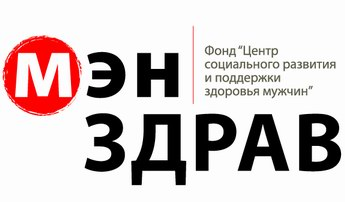 МЭН
ЗДРАВ
Фонд "Центр
социального развития
и поддержки
здоровья мужчин"